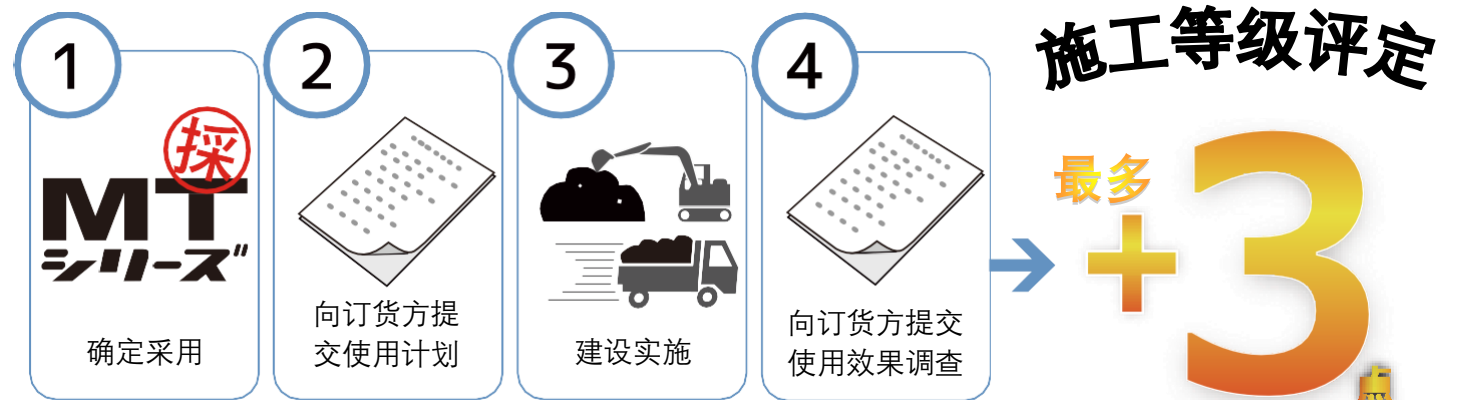 1
採
MT
シリーズ
确定采用
2
向订货方提
交使用计划
3
建设实施
4
向订货方提交
使用效果调查
施工等级评定
最多
+3